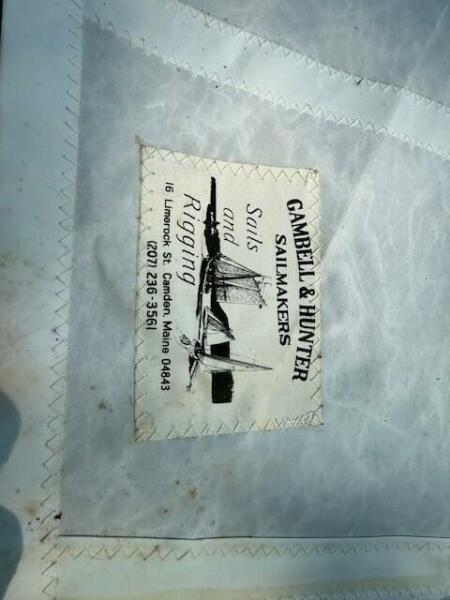 GAMBELL & HUNTER
SAILMAKERS
Sails
and
Rigging
16 Limerock St. Camden, Maine 04843
(207) 236-3561